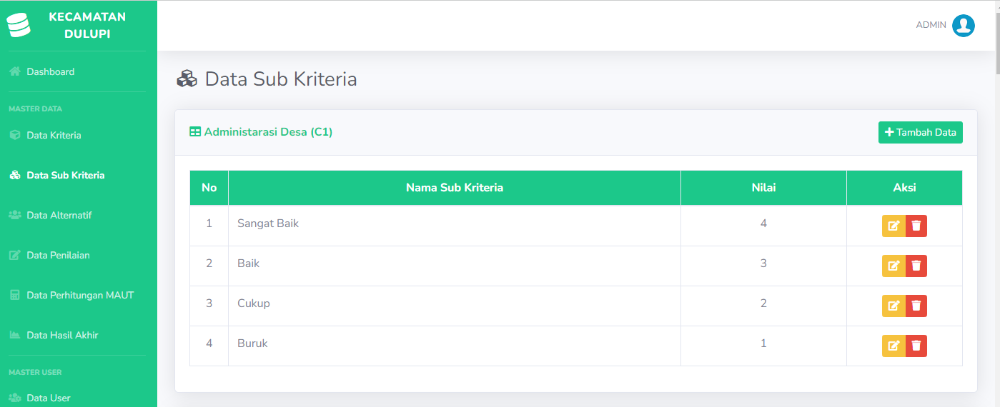 KECAMATAN
DULUPI
Dashboard
MASTER DATA
Data Kriteria
Data Sub Kriteria
Data Alternatif
Data Penilaian
Data Perhitungan MAUT
Data Hasil Akhir
MASTER USER
Data User
ADMIN
Data Sub Kriteria
Administarasi Desa (C1)
Tambah Data
No Nama Sub Kriteria Nilai Aksi
1 Sangat Baik 4
2 Baik 3
3 Cukup 2
4 Buruk 1